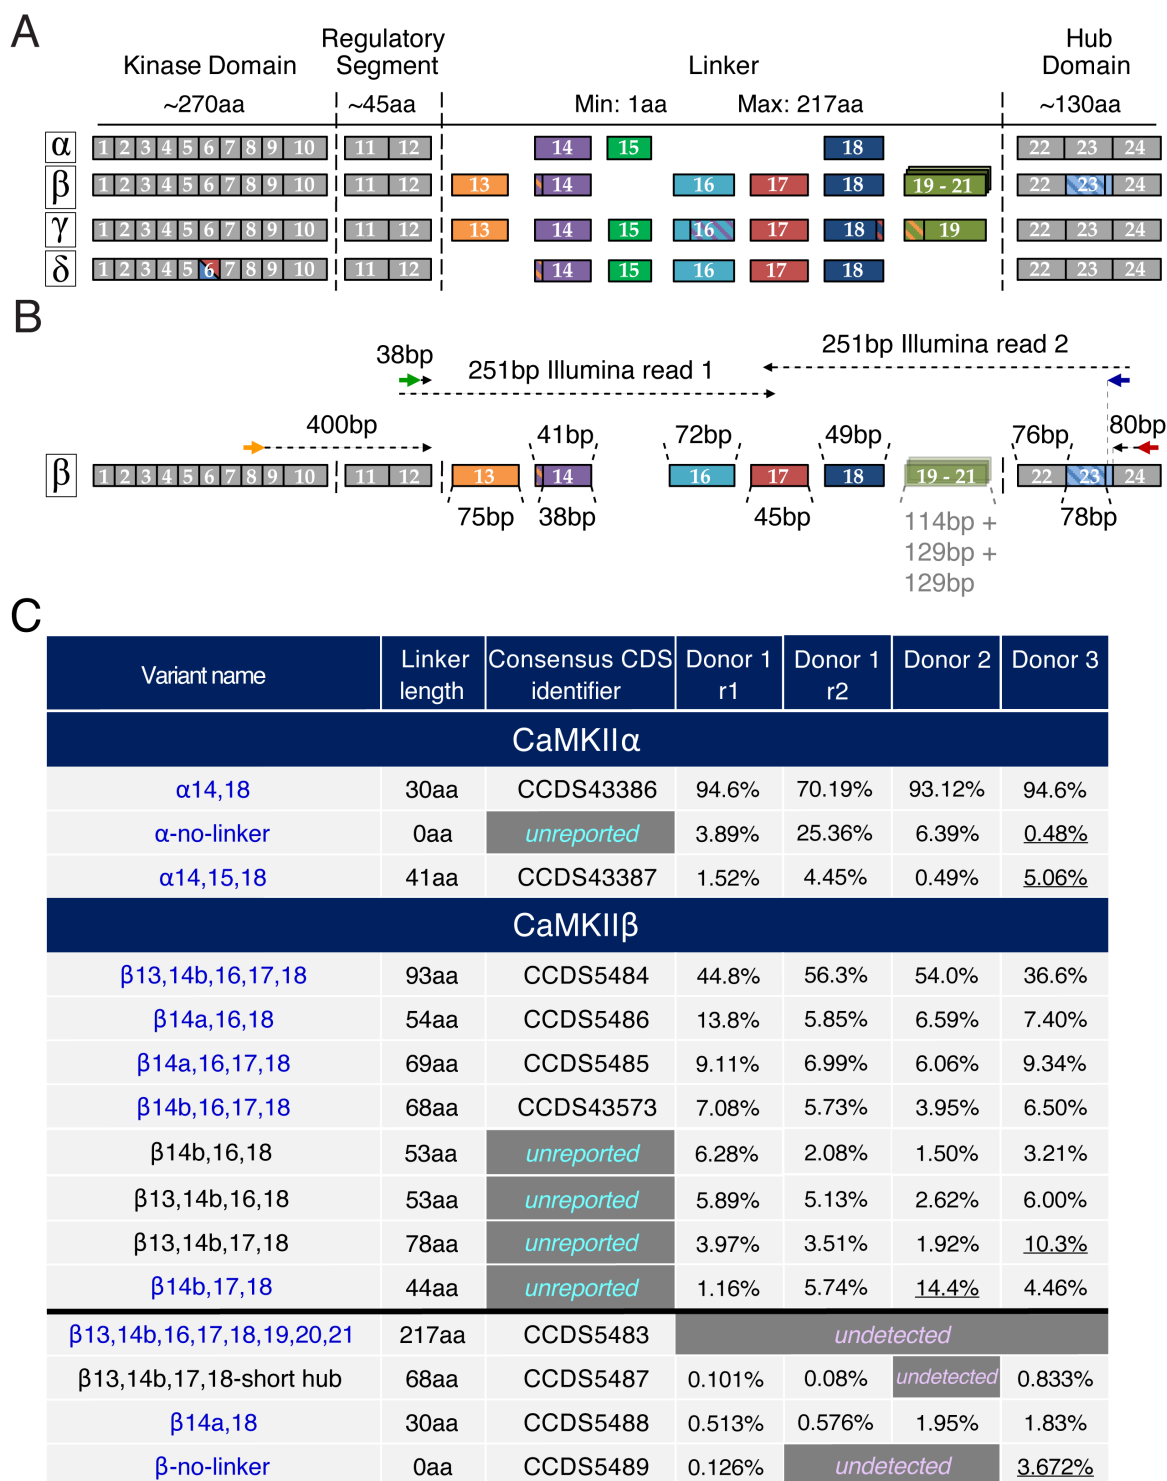 A
Kinase Domain
Regulatory
Segment
Linker
Hub
Domain
~270aa ~45aa Min: 1aa Max: 217aa ~130aa
α 1 2 3 4 5 6 7 8 9 10 11 12 14 15 18 22 23 24
β 1 2 3 4 5 6 7 8 9 10 11 12 13 14 16 17 18 19 - 21 22 23 24
γ 1 2 3 4 5 6 7 8 9 10 11 12 13 14 15 16 17 18 19 22 23 24
δ 1 2 3 4 5 6 7 8 9 10 11 12 14 15 16 17 18 22 23 24
B
38bp 251bp Illumina read 1 251bp Illumina read 2
400bp 41bp 72bp 49bp 76bp 80bp
β 1 2 3 4 5 6 7 8 9 10 11 12 13 14 16 17 18 19 - 21 22 23 24
75bp 38bp 45bp 114bp + 78bp
129bp +
129bp
C
Variant name Linker length Consensus CDS identifier Donor 1 r1 Donor 1 r2 Donor 2 Donor 3
CaMKIIα
α14,18 30aa CCDS43386 94.6% 70.19% 93.12% 94.6%
α-no-linker 0aa unreported 3.89% 25.36% 6.39% 0.48%
α14,15,18 41aa CCDS43387 1.52% 4.45% 0.49% 5.06%
CaMKIIβ
β13,14b,16,17,18 93aa CCDS5484 44.8% 56.3% 54.0% 36.6%
β14a,16,18 54aa CCDS5486 13.8% 5.85% 6.59% 7.40%
β14a,16,17,18 69aa CCDS5485 9.11% 6.99% 6.06% 9.34%
β14b,16,17,18 68aa CCDS43573 7.08% 5.73% 3.95% 6.50%
β14b,16,18 53aa unreported 6.28% 2.08% 1.50% 3.21%
β13,14b,16,18 53aa unreported 5.89% 5.13% 2.62% 6.00%
β13,14b,17,18 78aa unreported 3.97% 3.51% 1.92% 10.3%
β14b,17,18 44aa unreported 1.16% 5.74% 14.4% 4.46%
β13,14b,16,17,18,19,20,21 217aa CCDS5483 undetected
β13,14b,17,18-short hub 68aa CCDS5487 0.101% 0.08% undetected 0.833%
β14a,18 30aa CCDS5488 0.513% 0.576% 1.95% 1.83%
β-no-linker 0aa CCDS5489 0.126% undetected 3.672%